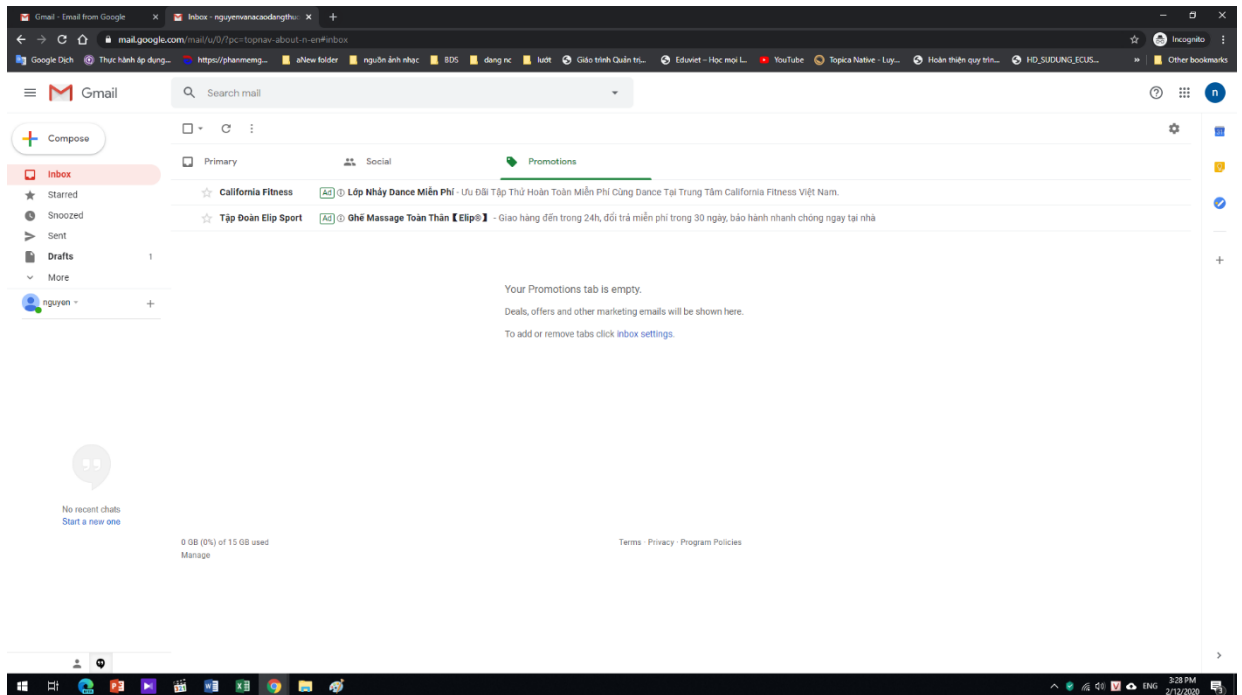 Gmail - Email from Google
Inbox - nguyenvanacaodangthu
mail.google.com/mail/u/0/?pc=topnav-about-n-en#inbox
Incognito
Google Dịch
Thực hành áp dụng...
https://phanmemg...
aNew folder
nguồn ảnh nhạc
BDS
dang nc
lướt
Giáo trình Quản trị...
Eduviet – Học mọi L...
YouTube
Topica Native - Luy...
Hoàn thiện quy trìn...
HD_SUDUNG_ECUS...
»
Other bookmarks
Gmail
Search mail
n
Compose
Primary
Social
Promotions
Inbox
Starred
Snoozed
Sent
Drafts 1
More
nguyen
California Fitness Ad Lớp Nhảy Dance Miễn Phí - Ưu Đãi Tập Thử Hoàn Toàn Miễn Phí Cùng Dance Tại Trung Tâm California Fitness Việt Nam.
Tập Đoàn Elip Sport Ad Ghế Massage Toàn Thân【Elip®】 - Giao hàng đến trong 24h, đổi trả miễn phí trong 30 ngày, bảo hành nhanh chóng ngay tại nhà
Your Promotions tab is empty.
Deals, offers and other marketing emails will be shown here.
To add or remove tabs click inbox settings.
No recent chats
Start a new one
0 GB (0%) of 15 GB used
Manage
Terms · Privacy · Program Policies
ENG
3:28 PM
2/12/2020